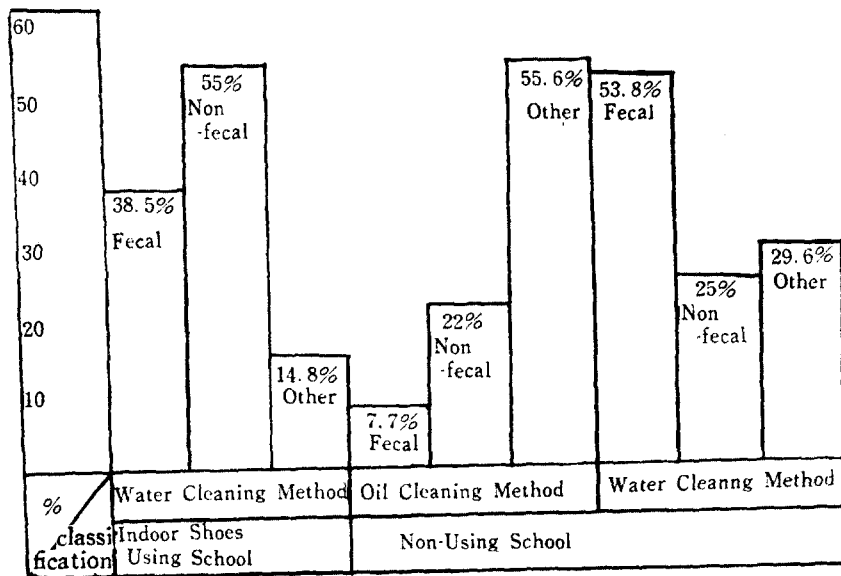 60
50
40
30
20
10
38.5%
Fecal
55%
Non
-fecal
14.8%
Other
7.7%
Fecal
22%
Non
-fecal
55.6%
Other
53.8%
Fecal
25%
Non
-fecal
29.6%
Other
%
classi
fication
Water Cleaning Method
Oil Cleaning Method
Water Cleanng Method
Indoor Shoes
Using School
Non-Using School